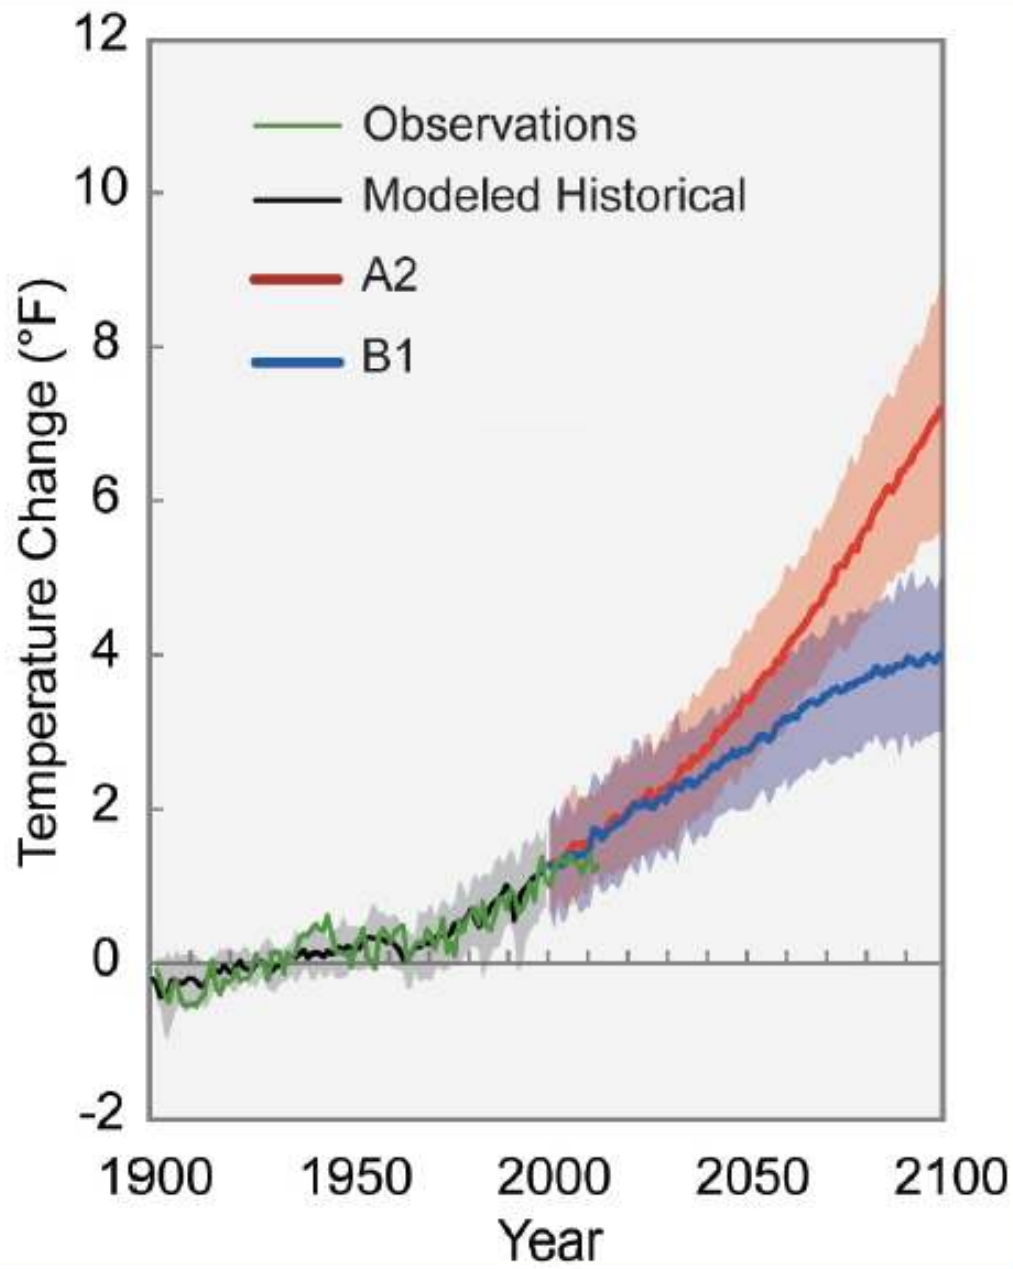 12
10
8
6
4
2
0
-2
Temperature Change (°F)
Observations
Modeled Historical
A2
B1
1900 1950 2000 2050 2100
Year